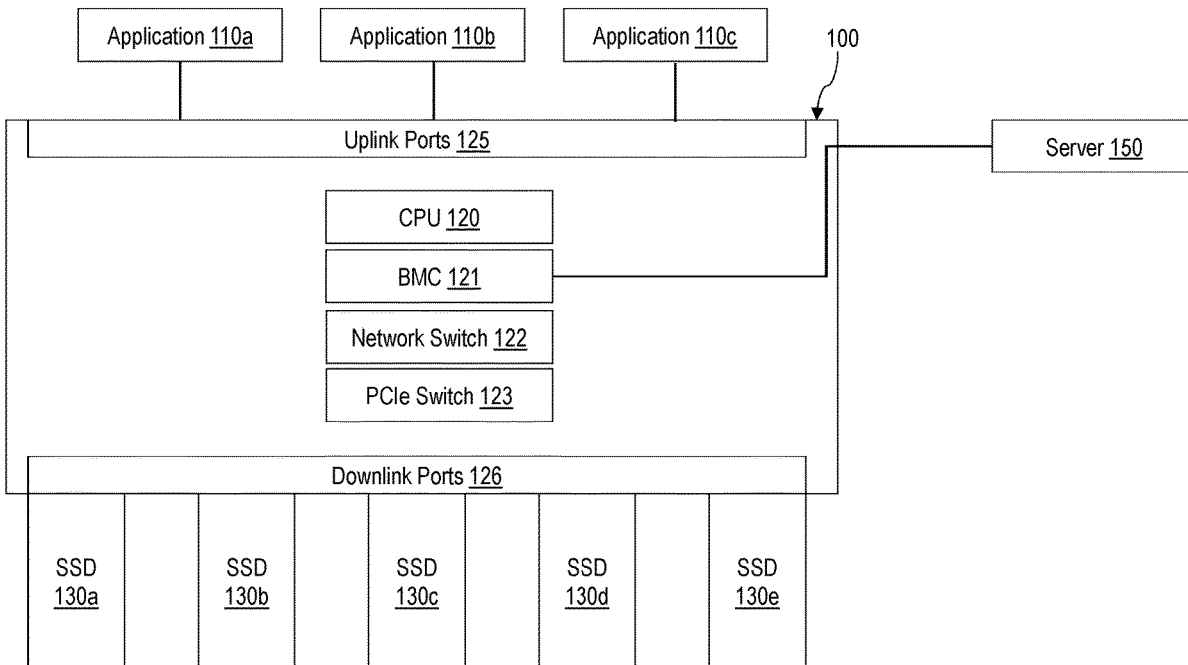 Application 110a
Application 110b
Application 110c
100
Uplink Ports 125
Server 150
CPU 120
BMC 121
Network Switch 122
PCIe Switch 123
Downlink Ports 126
SSD
130a
SSD
130b
SSD
130c
SSD
130d
SSD
130e